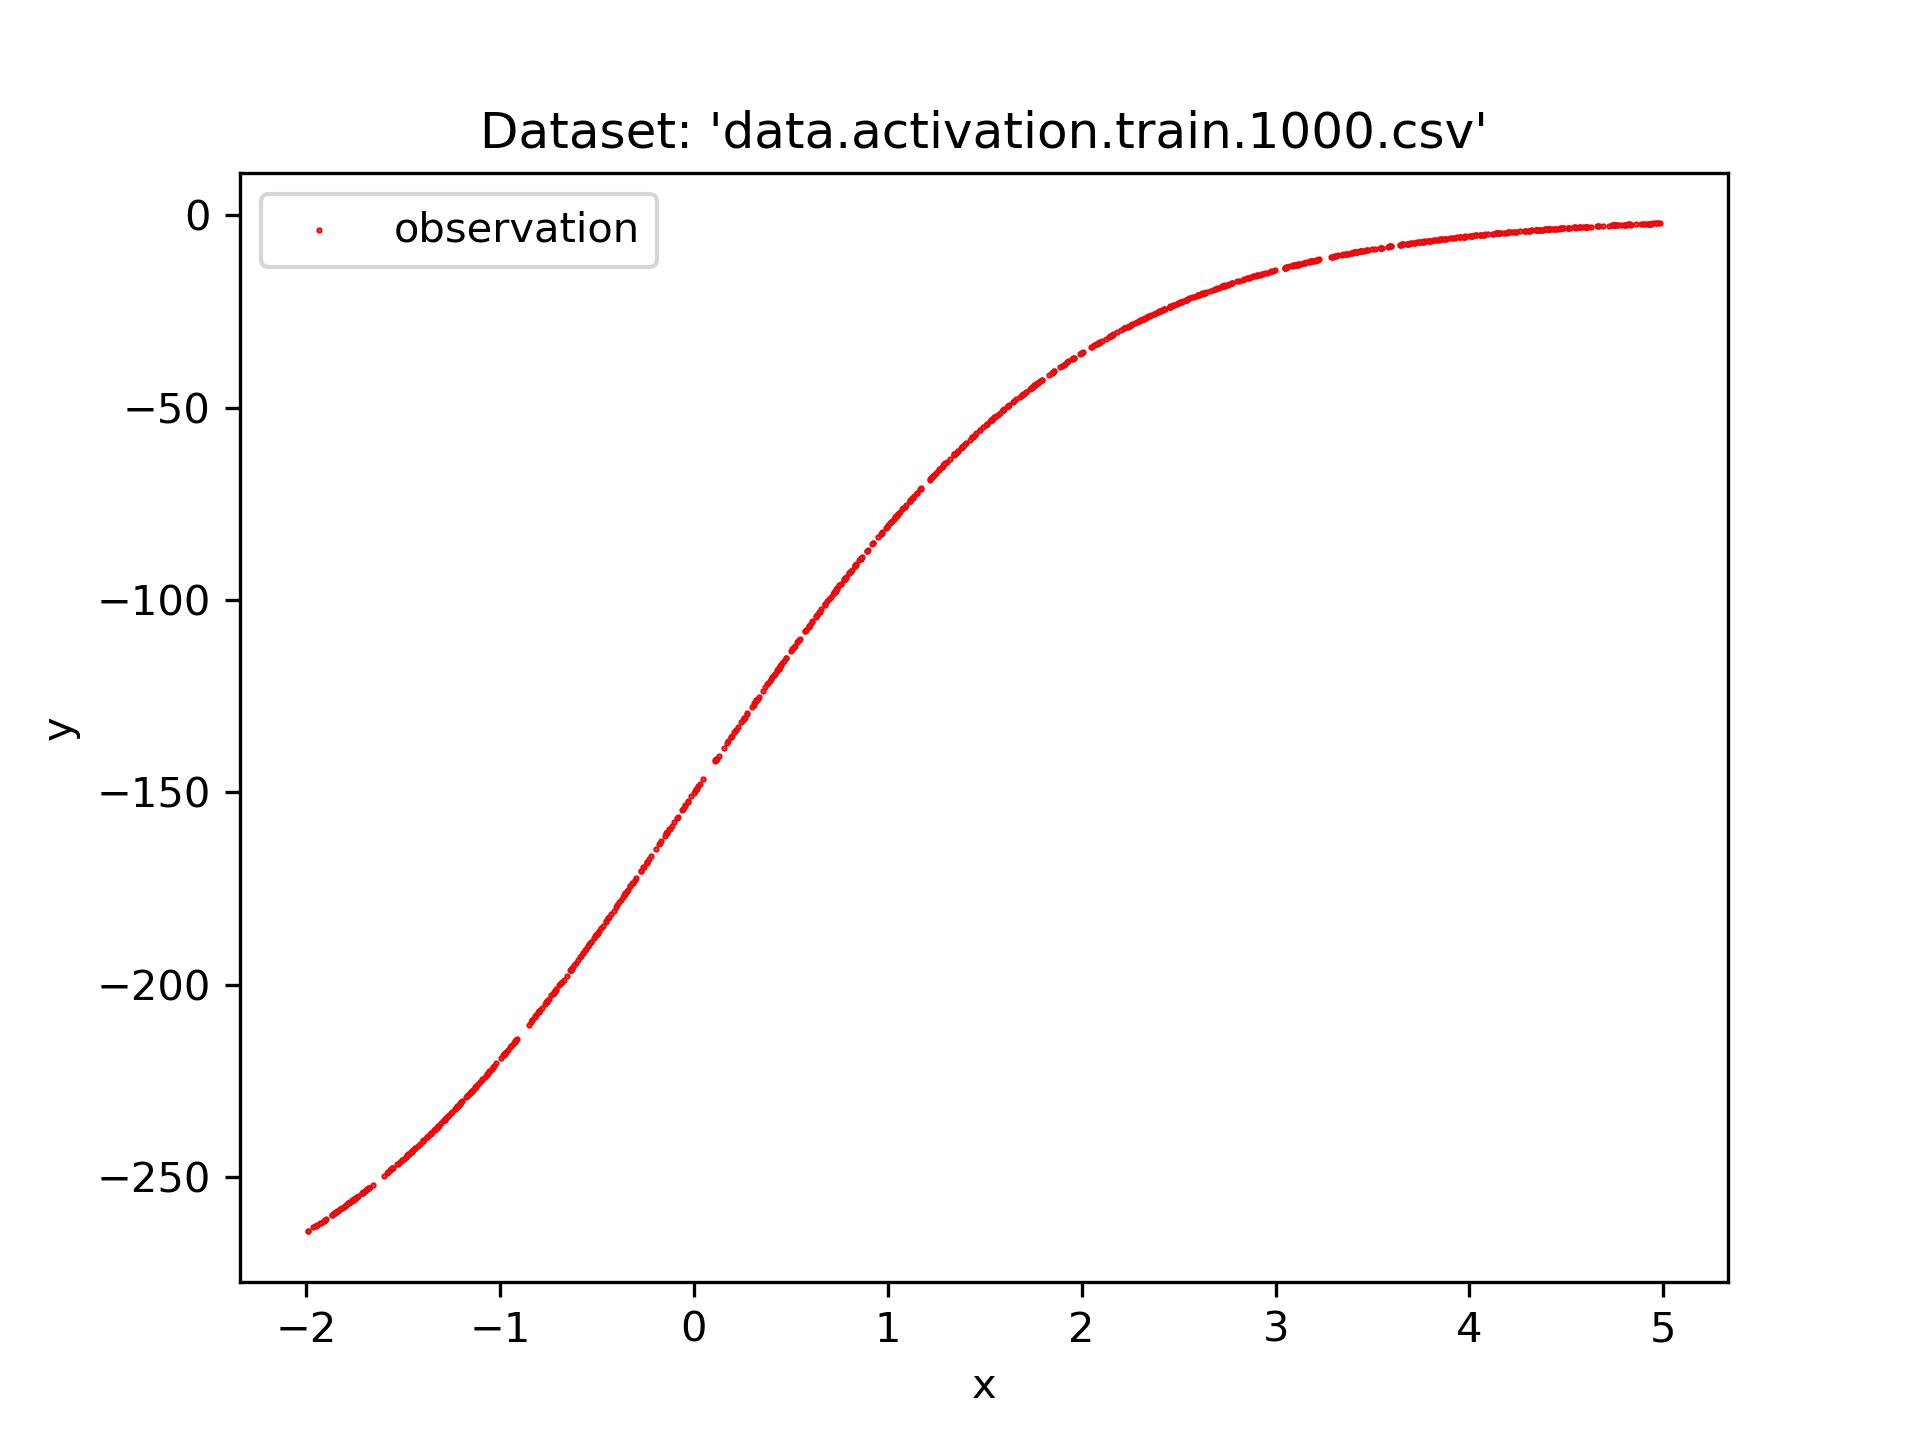 Dataset: 'data.activation.train.1000.csv'
observation
0
−50
−100
−150
−200
−250
y
−2 −1 0 1 2 3 4 5
x